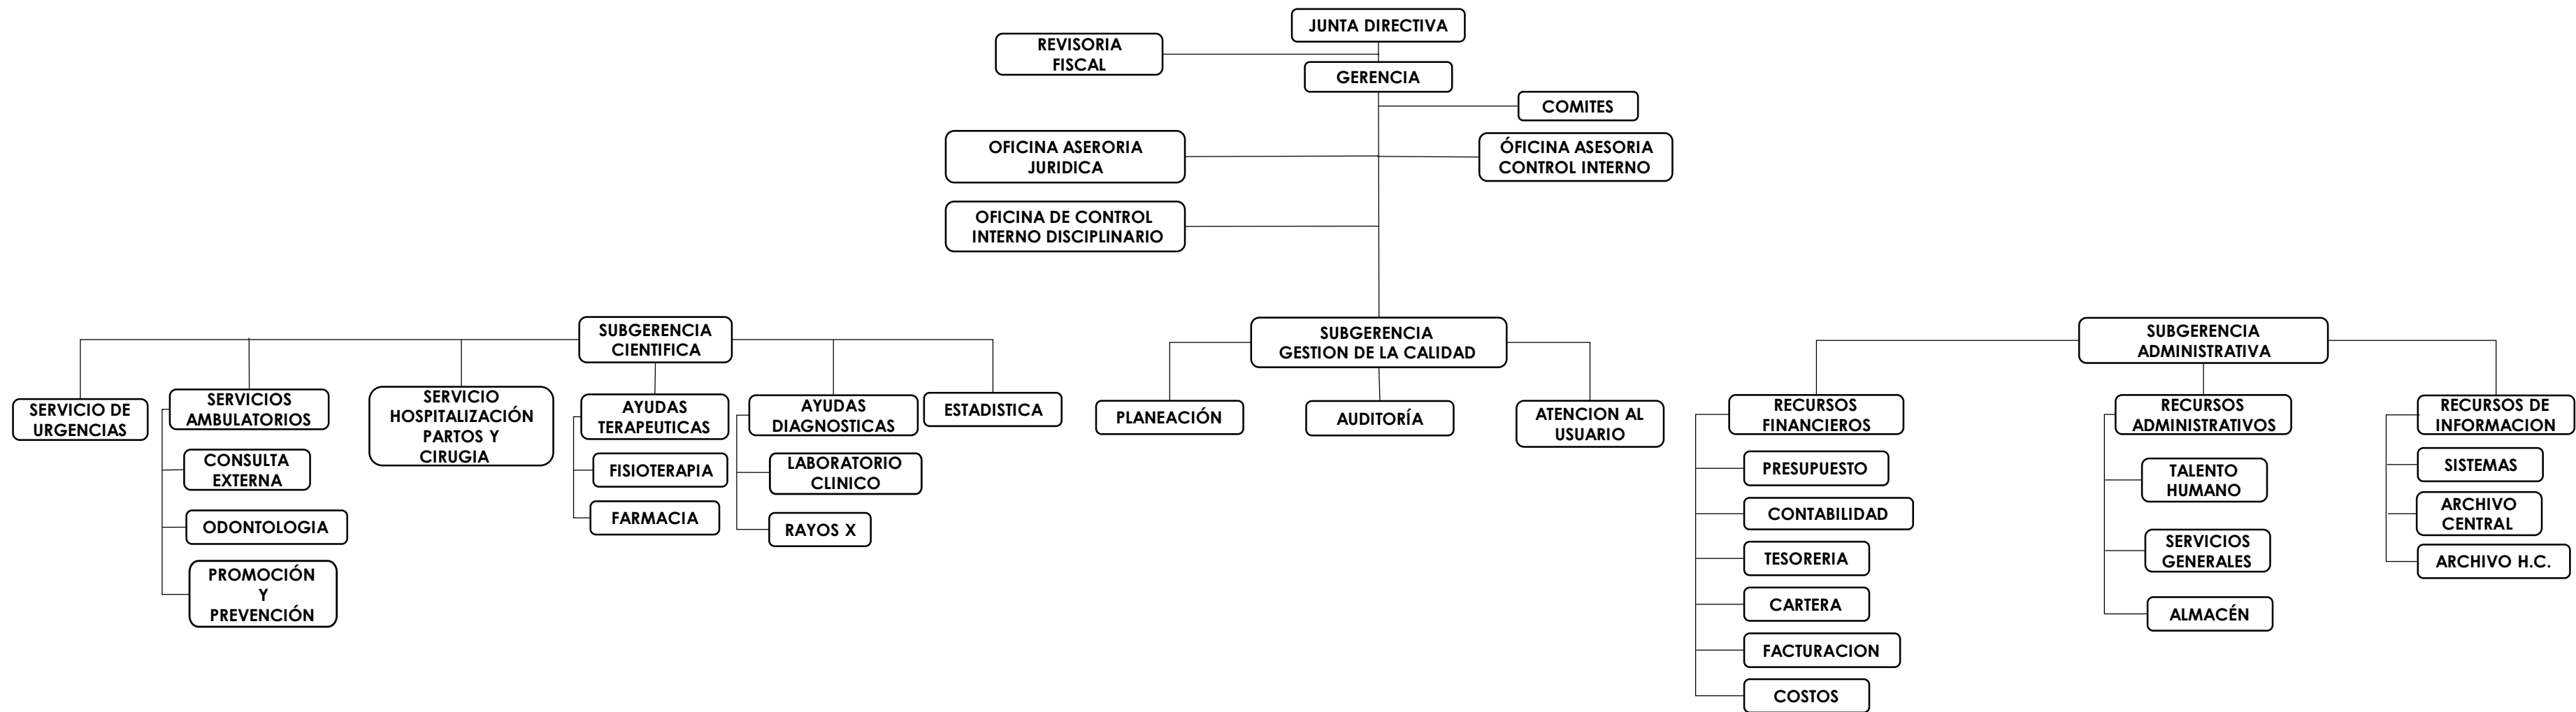 JUNTA DIRECTIVA
REVISORIA
FISCAL
GERENCIA
COMITES
OFICINA ASERORIA
JURIDICA
ÓFICINA ASESORIA
CONTROL INTERNO
OFICINA DE CONTROL
INTERNO DISCIPLINARIO
SUBGERENCIA
CIENTIFICA
SERVICIO DE
URGENCIAS
SERVICIOS
AMBULATORIOS
CONSULTA
EXTERNA
ODONTOLOGIA
PROMOCIÓN
Y
PREVENCIÓN
SERVICIO
HOSPITALIZACIÓN
PARTOS Y
CIRUGIA
AYUDAS
TERAPEUTICAS
FISIOTERAPIA
FARMACIA
AYUDAS
DIAGNOSTICAS
LABORATORIO
CLINICO
RAYOS X
ESTADISTICA
SUBGERENCIA
GESTION DE LA CALIDAD
PLANEACIÓN
AUDITORÍA
ATENCION AL
USUARIO
SUBGERENCIA
ADMINISTRATIVA
RECURSOS
FINANCIEROS
PRESUPUESTO
CONTABILIDAD
TESORERIA
CARTERA
FACTURACION
COSTOS
RECURSOS
ADMINISTRATIVOS
TALENTO
HUMANO
SERVICIOS
GENERALES
ALMACÉN
RECURSOS DE
INFORMACION
SISTEMAS
ARCHIVO
CENTRAL
ARCHIVO H.C.